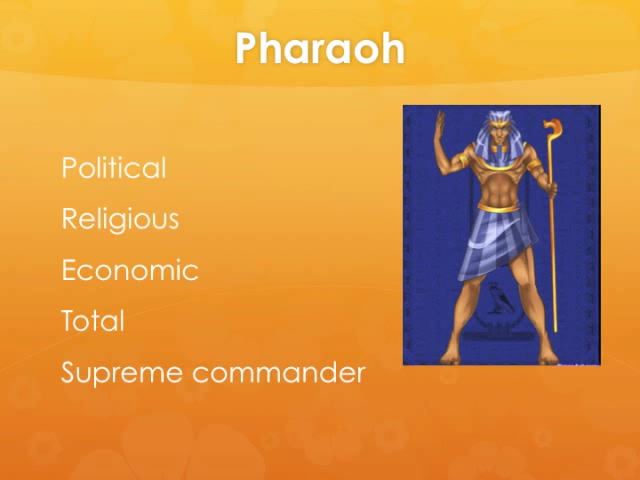 Pharaoh
Political
Religious
Economic
Total
Supreme commander